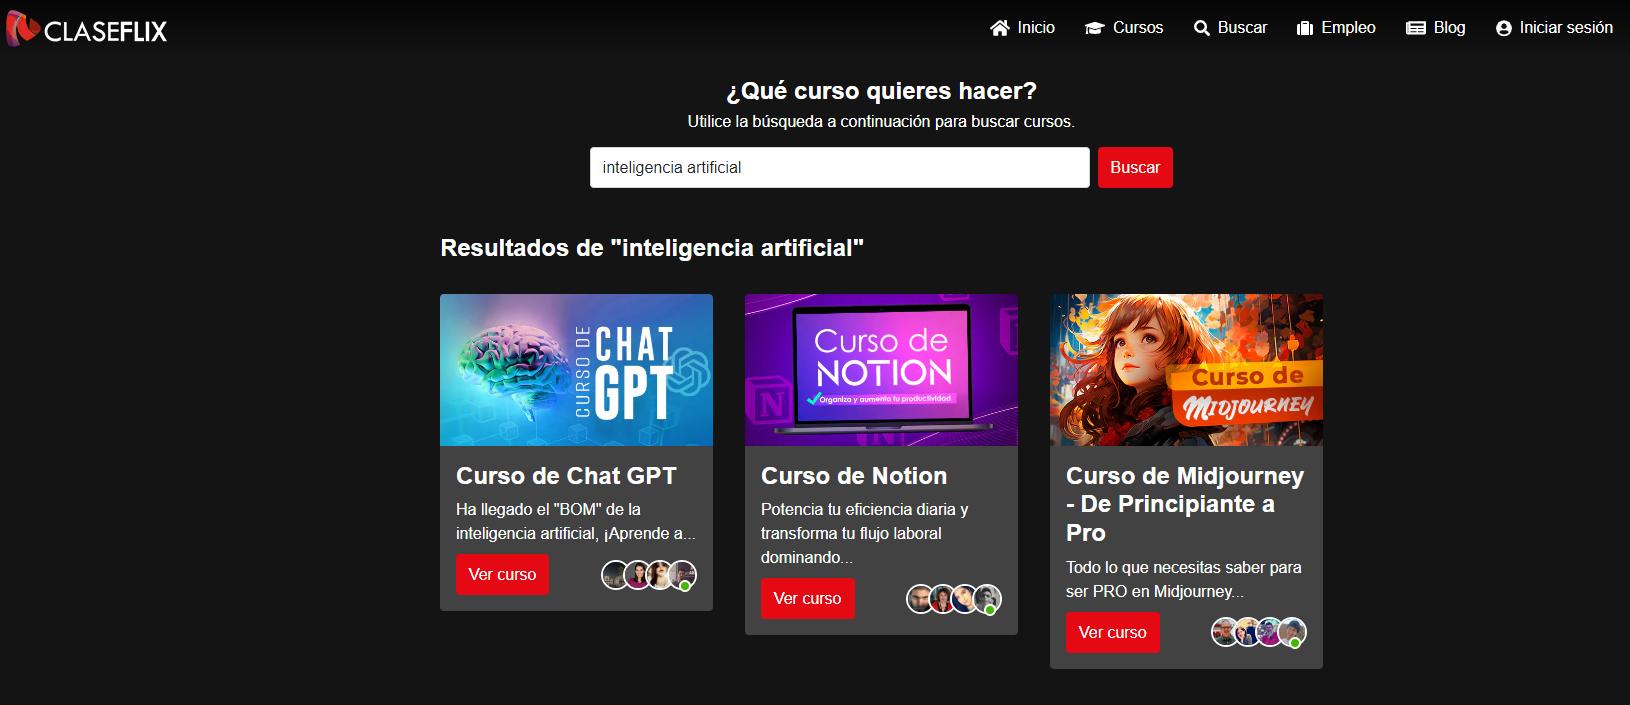 CLASEFLIX
Inicio
Cursos
Buscar
Empleo
Blog
Iniciar sesión
¿Qué curso quieres hacer?
Utilice la búsqueda a continuación para buscar cursos.
inteligencia artificial
Buscar
Resultados de "inteligencia artificial"
CURSO DE
CHAT
GPT
Curso de Chat GPT
Ha llegado el "BOM" de la
inteligencia artificial, ¡Aprende a...
Ver curso
Curso de
NOTION
Organiza y aumenta tu productividad
N
N
Curso de Notion
Potencia tu eficiencia diaria y
transforma tu flujo laboral
dominando...
Ver curso
Curso de
MIDJOURNEY
Curso de Midjourney
- De Principiante a
Pro
Todo lo que necesitas saber para
ser PRO en Midjourney...
Ver curso